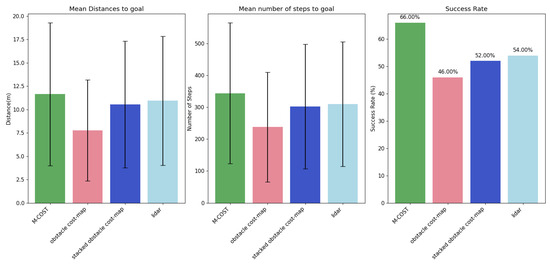 Mean Distances to goal
Distance(m)
20.0
17.5
15.0
12.5
10.0
7.5
5.0
2.5
0.0
M-COST
obstacle cost-map
stacked obstacle cost-map
lidar
Mean number of steps to goal
Number of Steps
500
400
300
200
100
0
M-COST
obstacle cost-map
stacked obstacle cost-map
lidar
Success Rate
Success Rate (%)
60
50
40
30
20
10
0
66.00%
46.00%
52.00%
54.00%
M-COST
obstacle cost-map
stacked obstacle cost-map
lidar